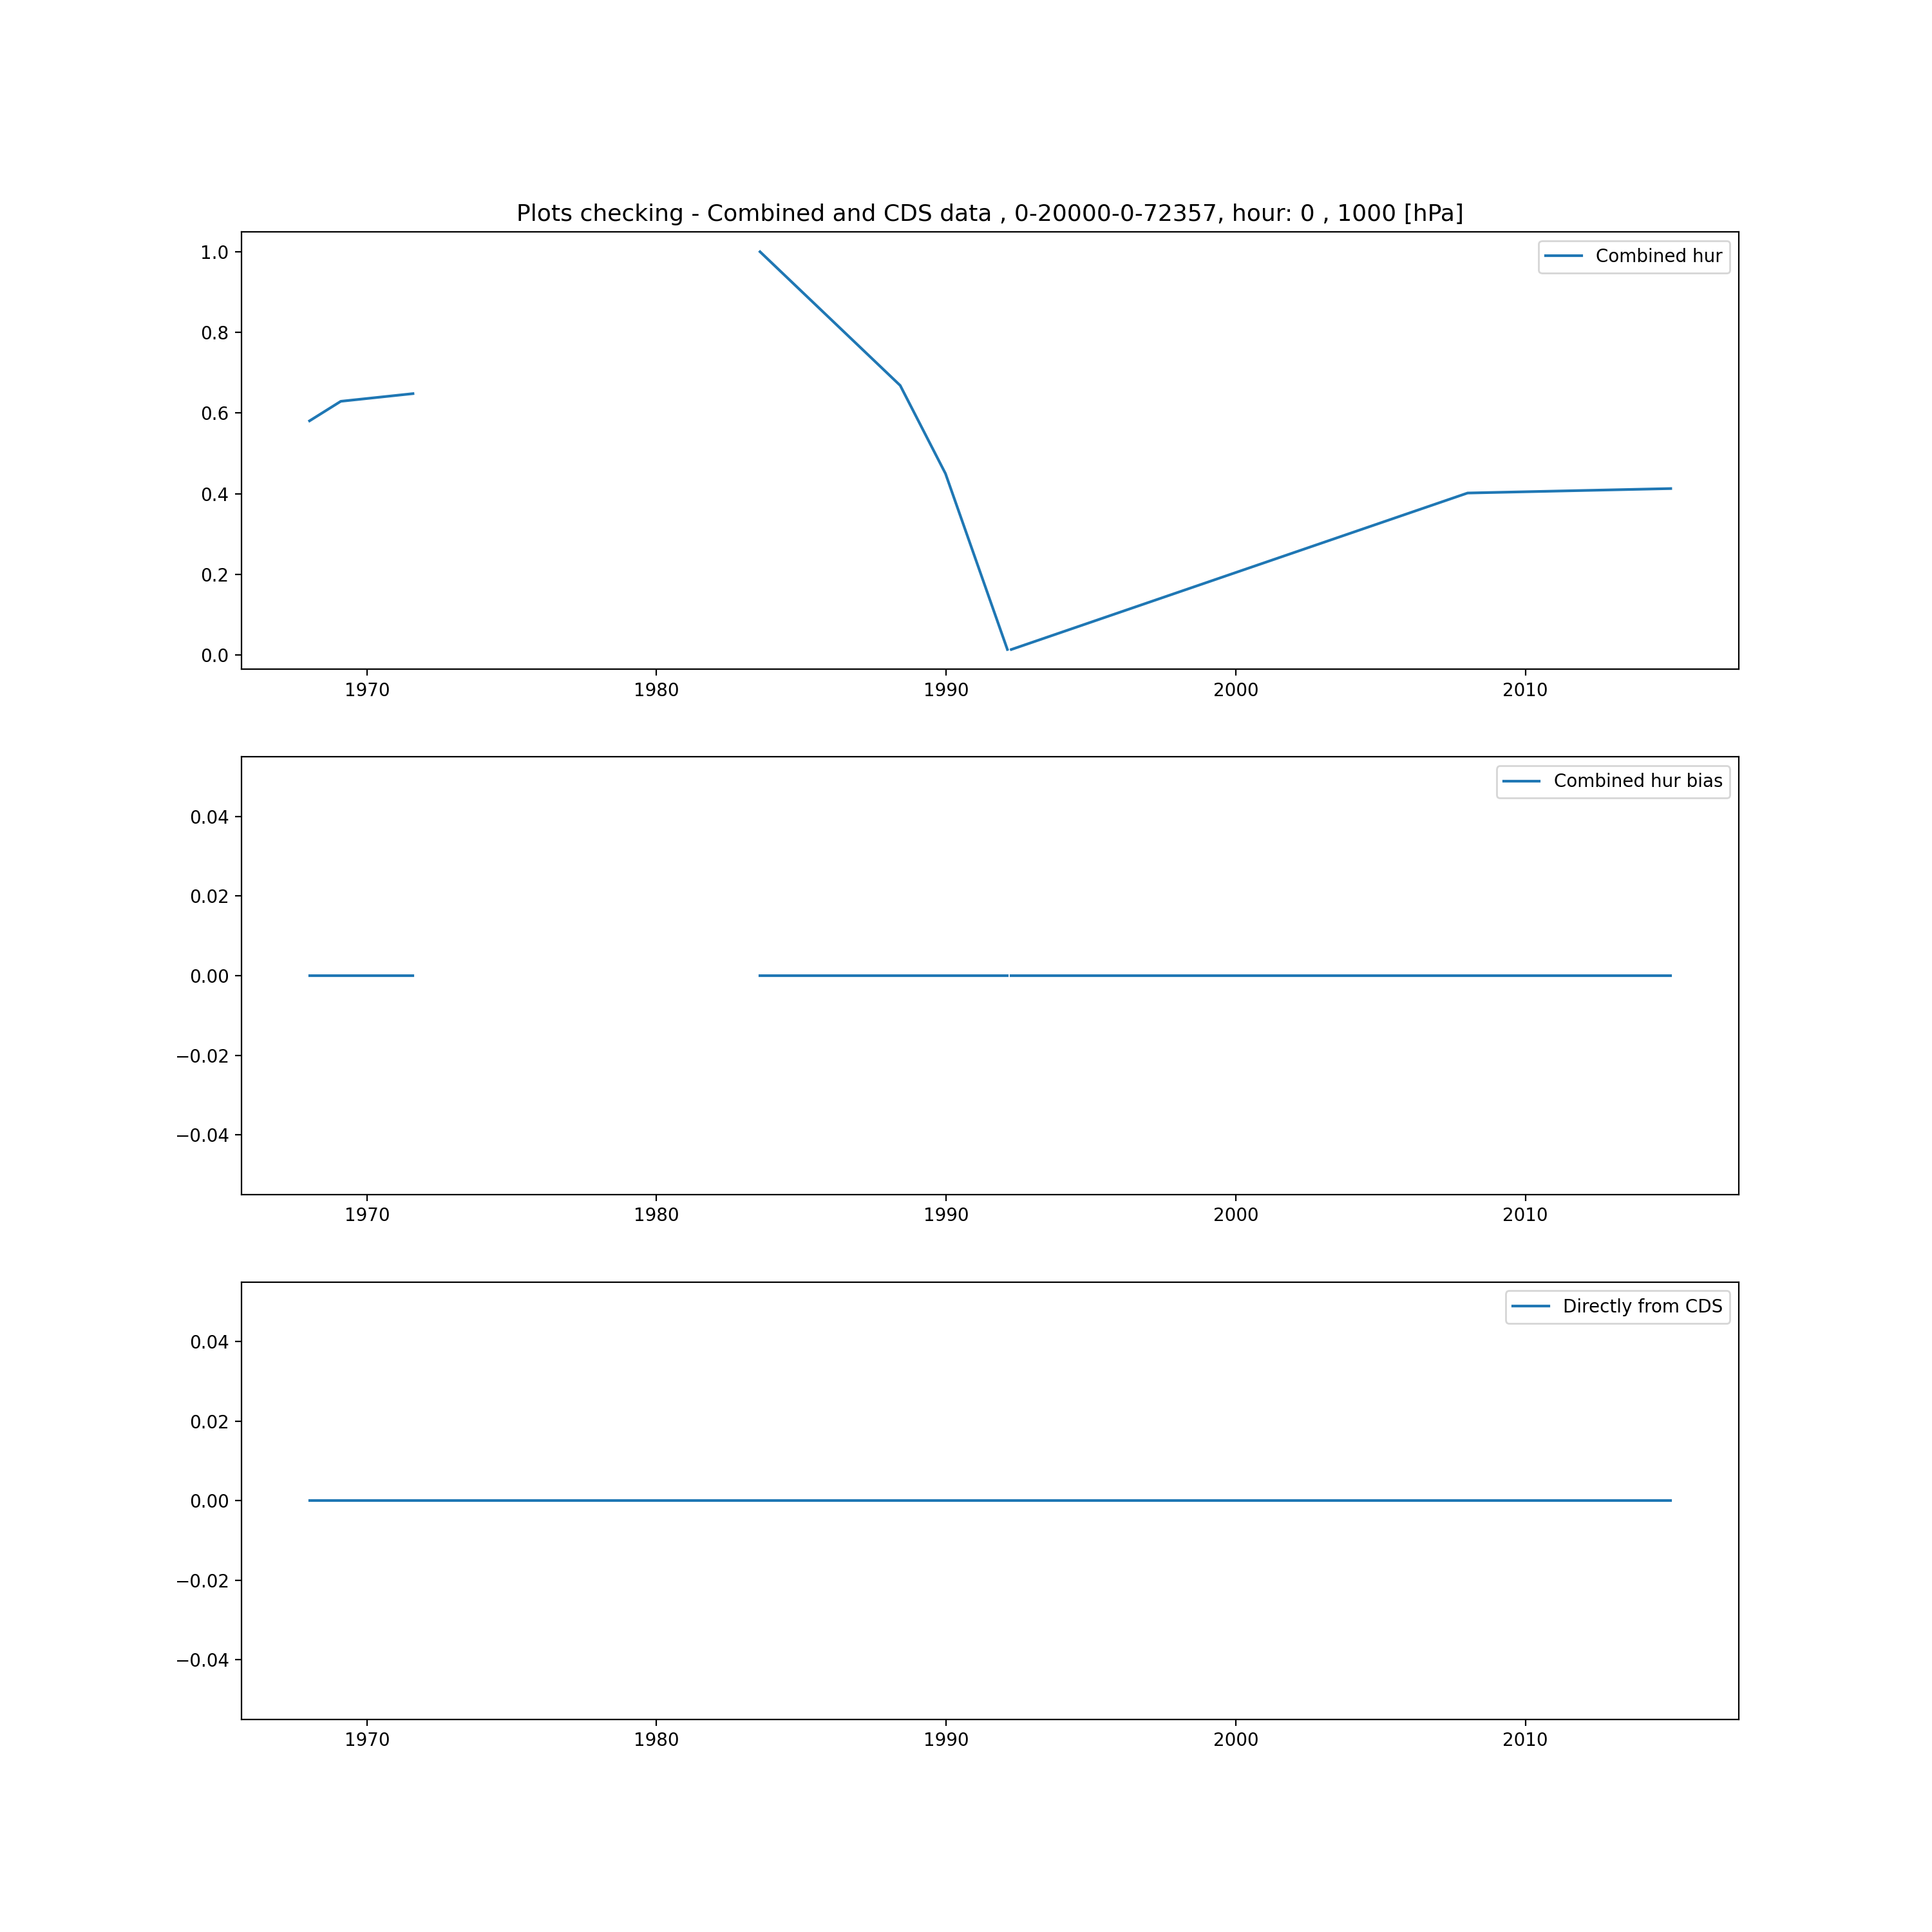 Plots checking - Combined and CDS data , 0-20000-0-72357, hour: 0 , 1000 [hPa]
Combined hur
1.0
0.8
0.6
0.4
0.2
0.0
1970 1980 1990 2000 2010
Combined hur bias
0.04
0.02
0.00
−0.02
−0.04
1970 1980 1990 2000 2010
Directly from CDS
0.04
0.02
0.00
−0.02
−0.04
1970 1980 1990 2000 2010